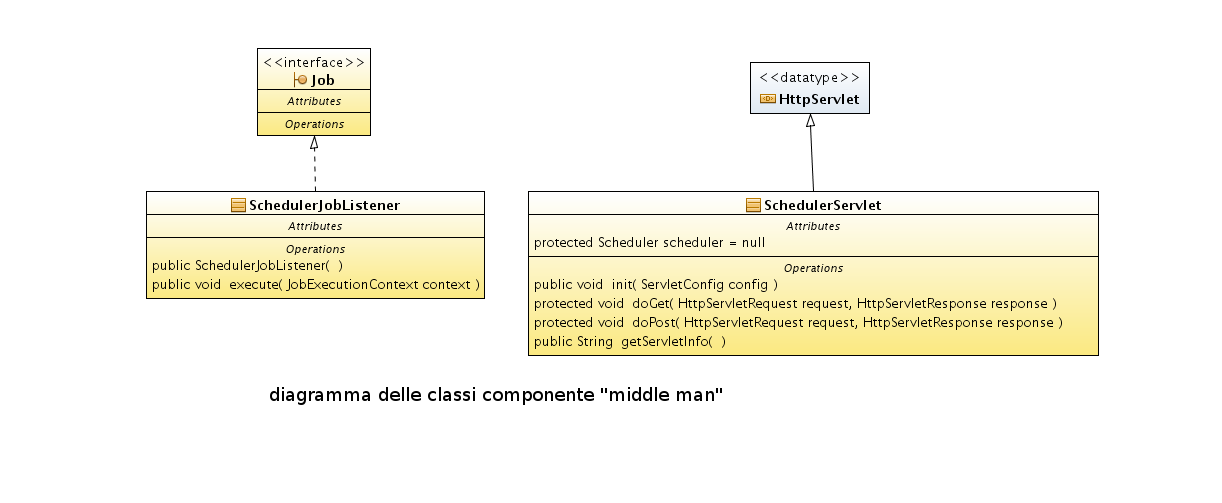 <<interface>>
Job
Attributes
Operations
SchedulerJobListener
Attributes
Operations
public SchedulerJobListener(  )
public void  execute( JobExecutionContext context )
<<datatype>>
HttpServlet
SchedulerServlet
Attributes
protected Scheduler scheduler = null
Operations
public void  init( ServletConfig config )
protected void  doGet( HttpServletRequest request, HttpServletResponse response )
protected void  doPost( HttpServletRequest request, HttpServletResponse response )
public String  getServletInfo(  )
diagramma delle classi componente "middle man"